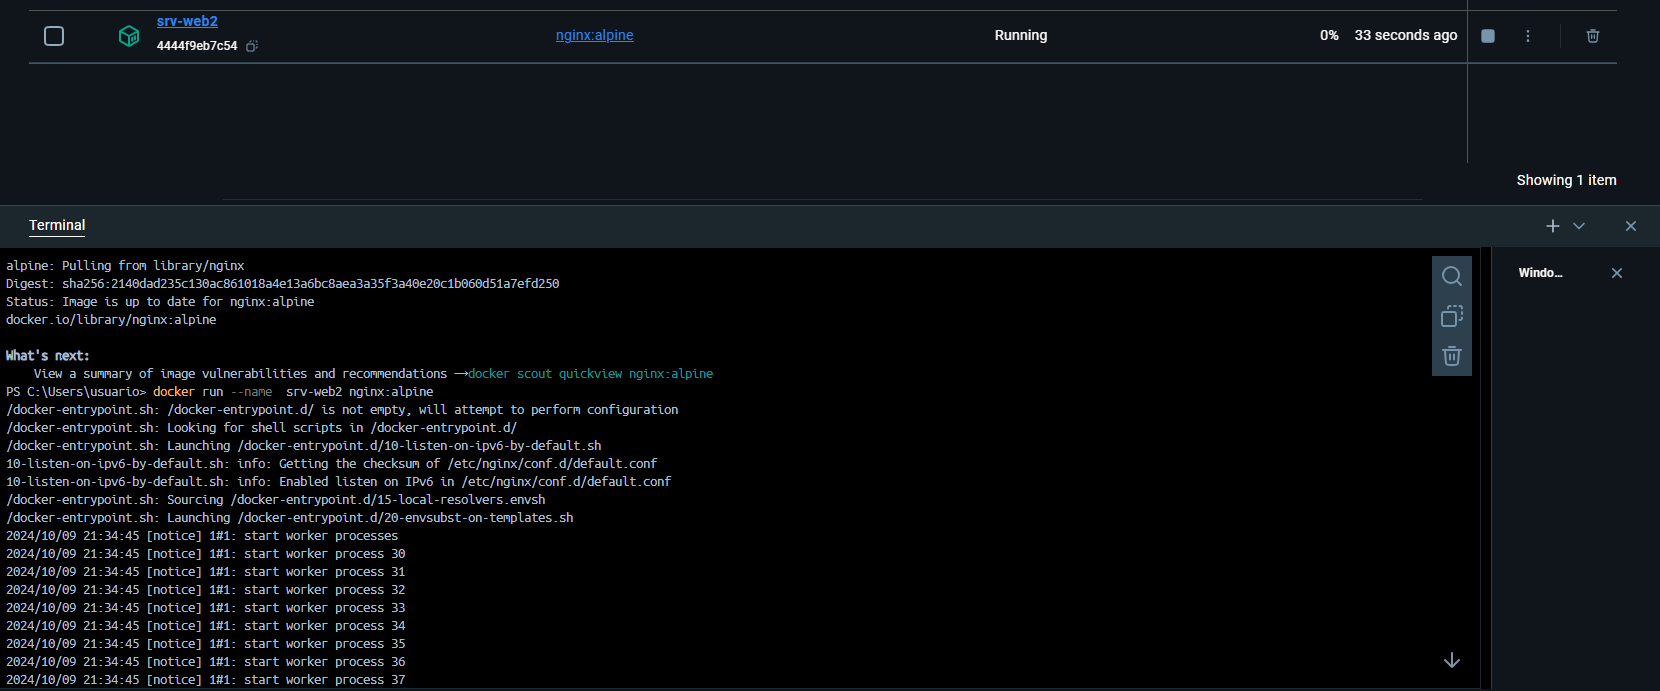 srv-web2
4444f9eb7c54
nginx:alpine
Running
0%
33 seconds ago
Showing 1 item
Terminal
Windo...
alpine: Pulling from library/nginx
Digest: sha256:2140dad235c130ac861018a4e13a6bc8aea3a35f3a40e20c1b060d51a7efd250
Status: Image is up to date for nginx:alpine
docker.io/library/nginx:alpine
What's next:
View a summary of image vulnerabilities and recommendations → docker scout quickview nginx:alpine
PS C:\Users\usuario> docker run --name  srv-web2 nginx:alpine
/docker-entrypoint.sh: /docker-entrypoint.d/ is not empty, will attempt to perform configuration
/docker-entrypoint.sh: Looking for shell scripts in /docker-entrypoint.d/
/docker-entrypoint.sh: Launching /docker-entrypoint.d/10-listen-on-ipv6-by-default.sh
10-listen-on-ipv6-by-default.sh: info: Getting the checksum of /etc/nginx/conf.d/default.conf
10-listen-on-ipv6-by-default.sh: info: Enabled listen on IPv6 in /etc/nginx/conf.d/default.conf
/docker-entrypoint.sh: Sourcing /docker-entrypoint.d/15-local-resolvers.envsh
/docker-entrypoint.sh: Launching /docker-entrypoint.d/20-envsubst-on-templates.sh
2024/10/09 21:34:45 [notice] 1#1: start worker processes
2024/10/09 21:34:45 [notice] 1#1: start worker process 30
2024/10/09 21:34:45 [notice] 1#1: start worker process 31
2024/10/09 21:34:45 [notice] 1#1: start worker process 32
2024/10/09 21:34:45 [notice] 1#1: start worker process 33
2024/10/09 21:34:45 [notice] 1#1: start worker process 34
2024/10/09 21:34:45 [notice] 1#1: start worker process 35
2024/10/09 21:34:45 [notice] 1#1: start worker process 36
2024/10/09 21:34:45 [notice] 1#1: start worker process 37